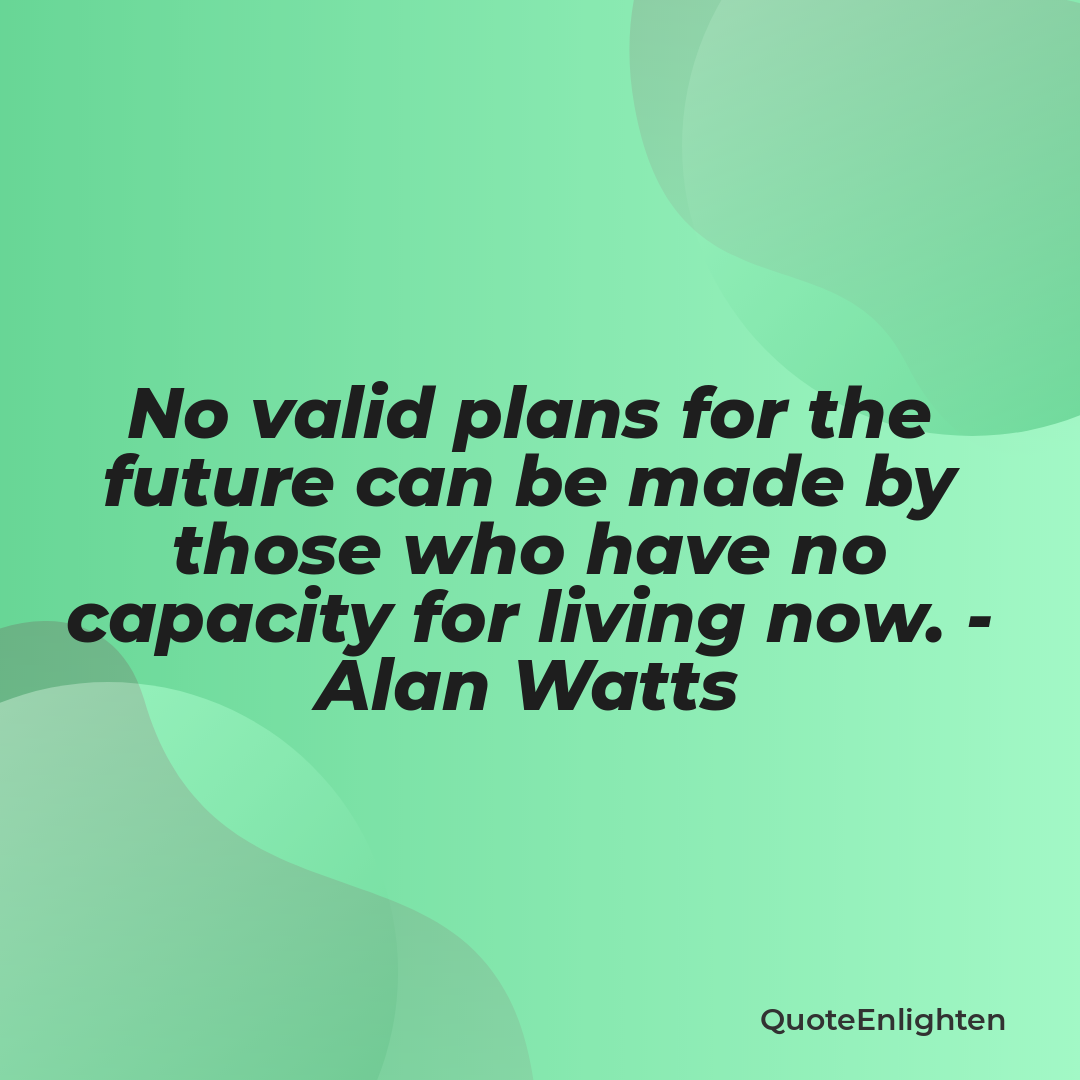 No valid plans for the
future can be made by
those who have no
capacity for living now. -
Alan Watts
QuoteEnlighten